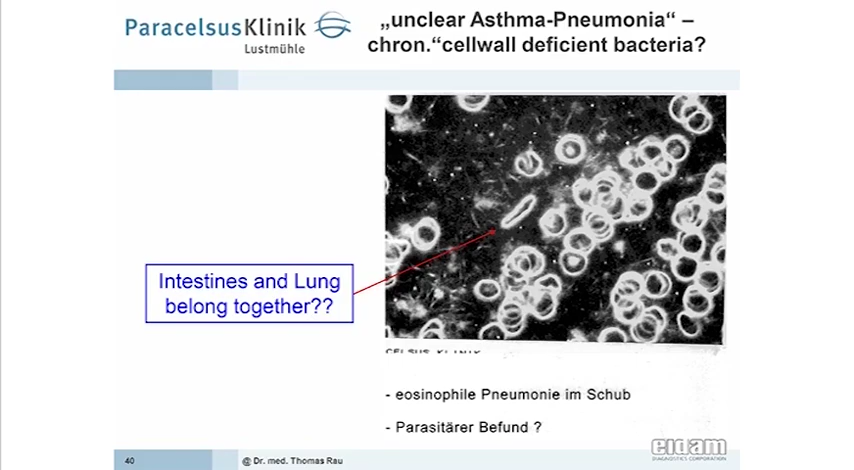 ParacelsusKlinik
Lustmühle
„unclear Asthma-Pneumonia“ –
chron.“cellwall deficient bacteria?
Intestines and Lung
belong together??
CELSUS KLINIK
- eosinophile Pneumonie im Schub
- Parasitärer Befund ?
40
@ Dr. med. Thomas Rau
eidam
DIAGNOSTICS CORPORATION